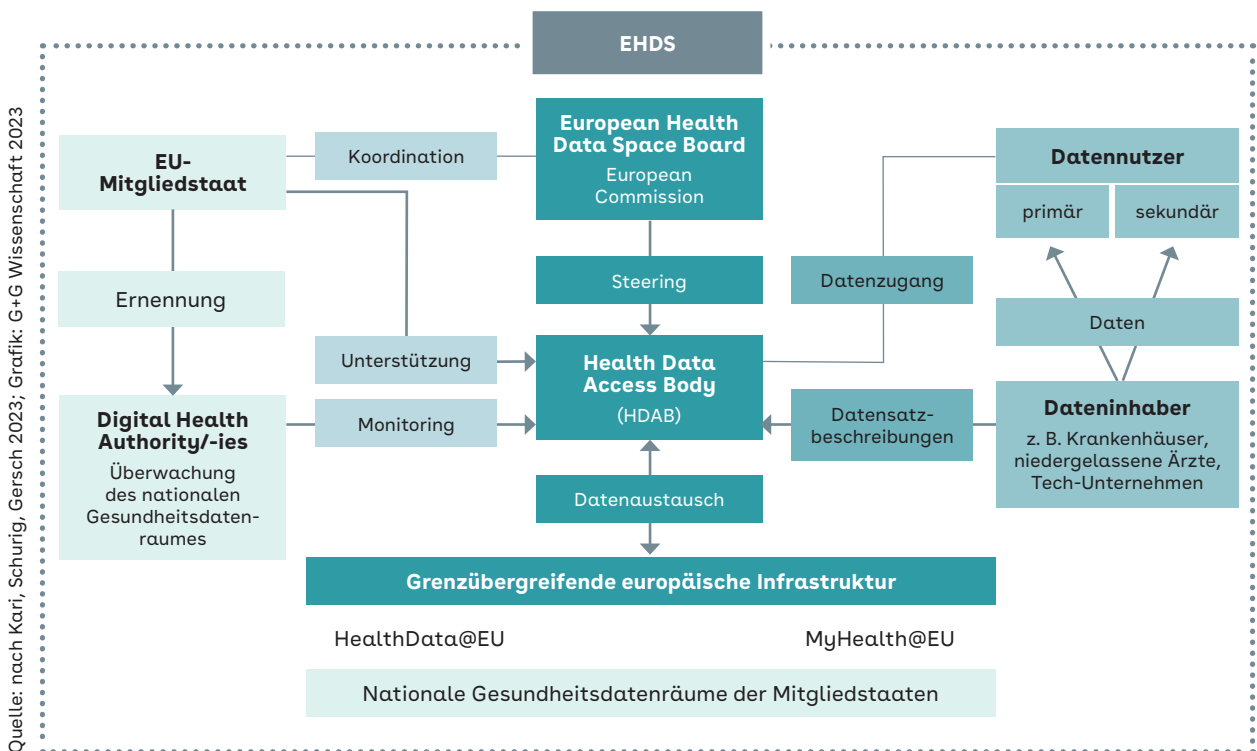 EHDS
EU-
Mitgliedstaat
Koordination
European Health
Data Space Board
European
Commission
Datennutzer
primär
sekundär
Ernennung
Steering
Datenzugang
Daten
Unterstützung
Health Data
Access Body
(HDAB)
Digital Health
Authority/-ies
Überwachung
des nationalen
Gesundheitsdaten-
raumes
Monitoring
Datensatz-
beschreibungen
Dateninhaber
z. B. Krankenhäuser,
niedergelassene Ärzte,
Tech-Unternehmen
Datenaustausch
Grenzübergreifende europäische Infrastruktur
HealthData@EU
MyHealth@EU
Nationale Gesundheitsdatenräume der Mitgliedstaaten
Quelle: nach Kari, Schurig, Gersch 2023; Grafik: G+G Wissenschaft 2023